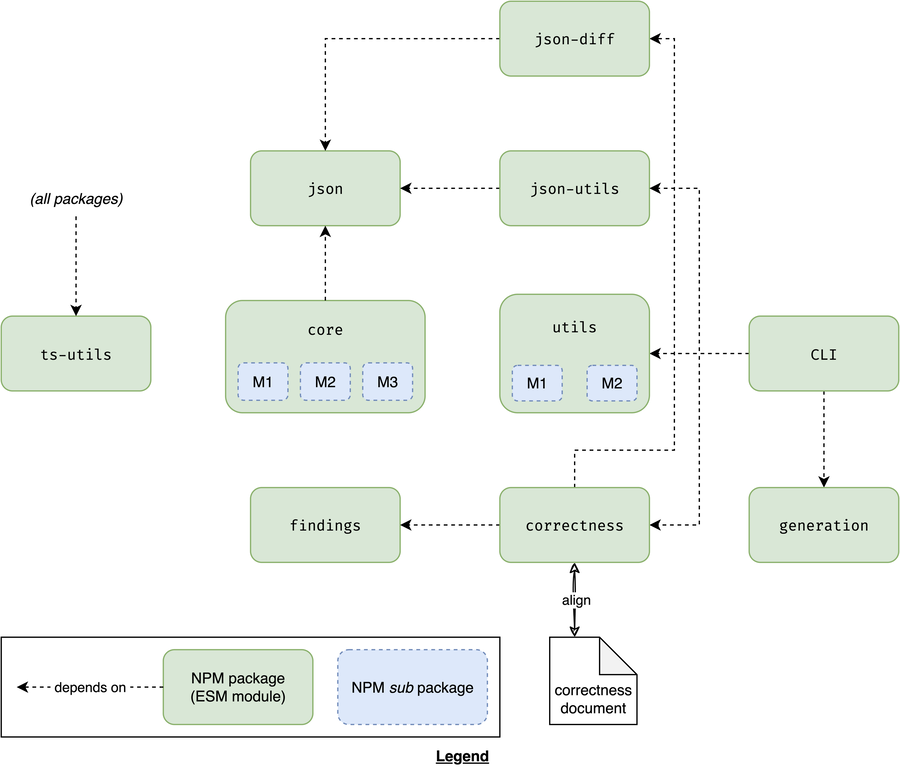 json-diff
json
json-utils
(all packages)
ts-utils
core
M1
M2
M3
utils
M1
M2
CLI
findings
correctness
generation
align
correctness
document
depends on
NPM package
(ESM module)
NPM sub package
Legend